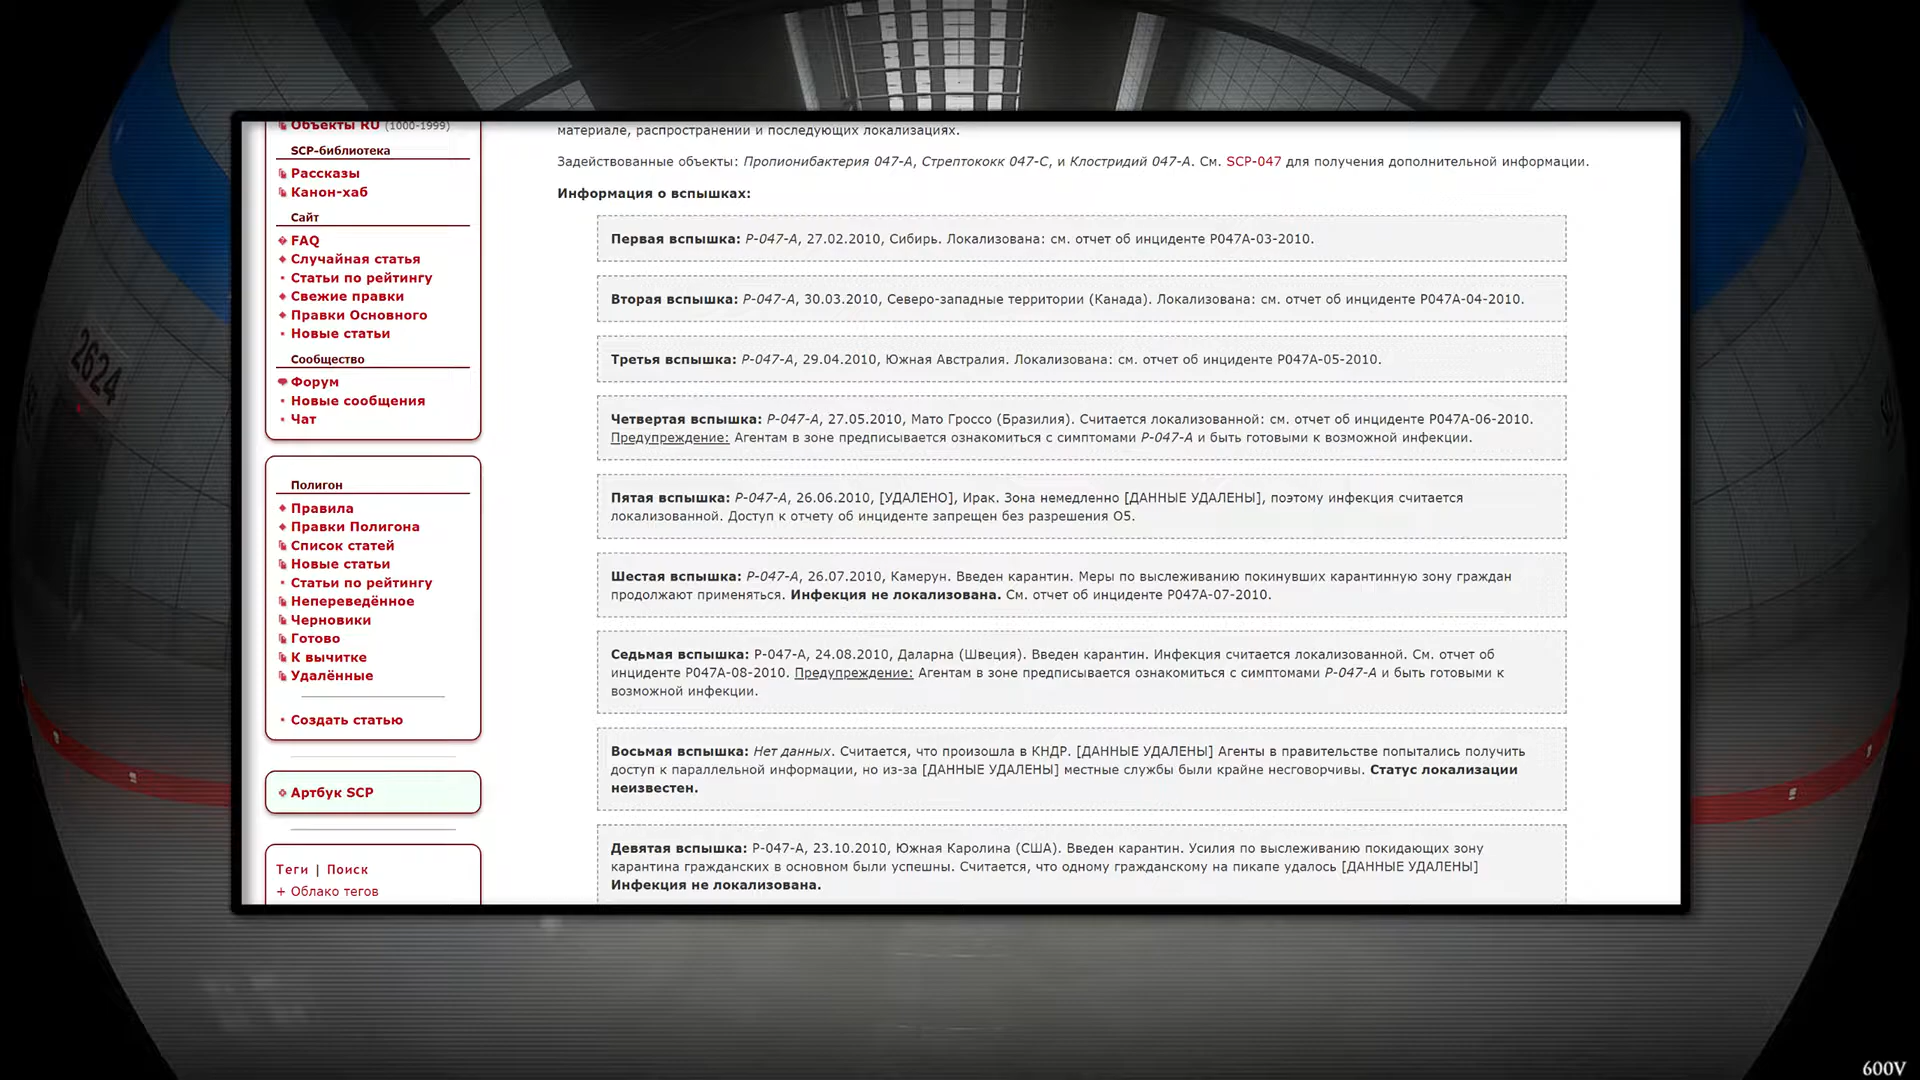 Объекты RU (1000-1999)
SCP-библиотека
Рассказы
Канон-хаб
Сайт
FAQ
Случайная статья
Статьи по рейтингу
Свежие правки
Правки Основного
Новые статьи
Сообщество
Форум
Новые сообщения
Чат
Полигон
Правила
Правки Полигона
Список статей
Новые статьи
Статьи по рейтингу
Непереведённое
Черновики
Готово
К вычитке
Удалённые
Создать статью
Артбук SCP
Теги | Поиск
+ Облако тегов
материале, распространении и последующих локализациях.
Задействованные объекты: Пропионибактерия 047-А, Стрептококк 047-С, и Клостридий 047-А. См. SCP-047 для получения дополнительной информации.
Информация о вспышках:
Первая вспышка: P-047-A, 27.02.2010, Сибирь. Локализована: см. отчет об инциденте P047A-03-2010.
Вторая вспышка: P-047-A, 30.03.2010, Северо-западные территории (Канада). Локализована: см. отчет об инциденте P047A-04-2010.
Третья вспышка: P-047-A, 29.04.2010, Южная Австралия. Локализована: см. отчет об инциденте P047A-05-2010.
Четвертая вспышка: P-047-A, 27.05.2010, Мато Гроссо (Бразилия). Считается локализованной: см. отчет об инциденте P047A-06-2010.
Предупреждение: Агентам в зоне предписывается ознакомиться с симптомами P-047-A и быть готовыми к возможной инфекции.
Пятая вспышка: P-047-A, 26.06.2010, [УДАЛЕНО], Ирак. Зона немедленно [ДАННЫЕ УДАЛЕНЫ], поэтому инфекция считается
локализованной. Доступ к отчету об инциденте запрещен без разрешения О5.
Шестая вспышка: P-047-A, 26.07.2010, Камерун. Введен карантин. Меры по выслеживанию покинувших карантинную зону граждан
продолжают применяться. Инфекция не локализована. См. отчет об инциденте P047A-07-2010.
Седьмая вспышка: P-047-A, 24.08.2010, Даларна (Швеция). Введен карантин. Инфекция считается локализованной. См. отчет об
инциденте P047A-08-2010. Предупреждение: Агентам в зоне предписывается ознакомиться с симптомами P-047-A и быть готовыми к
возможной инфекции.
Восьмая вспышка: Нет данных. Считается, что произошла в КНДР. [ДАННЫЕ УДАЛЕНЫ] Агенты в правительстве попытались получить
доступ к параллельной информации, но из-за [ДАННЫЕ УДАЛЕНЫ] местные службы были крайне несговорчивы. Статус локализации
неизвестен.
Девятая вспышка: P-047-A, 23.10.2010, Южная Каролина (США). Введен карантин. Усилия по выслеживанию покидающих зону
карантина гражданских в основном были успешны. Считается, что одному гражданскому на пикапе удалось [ДАННЫЕ УДАЛЕНЫ]
Инфекция не локализована.
2624
600V